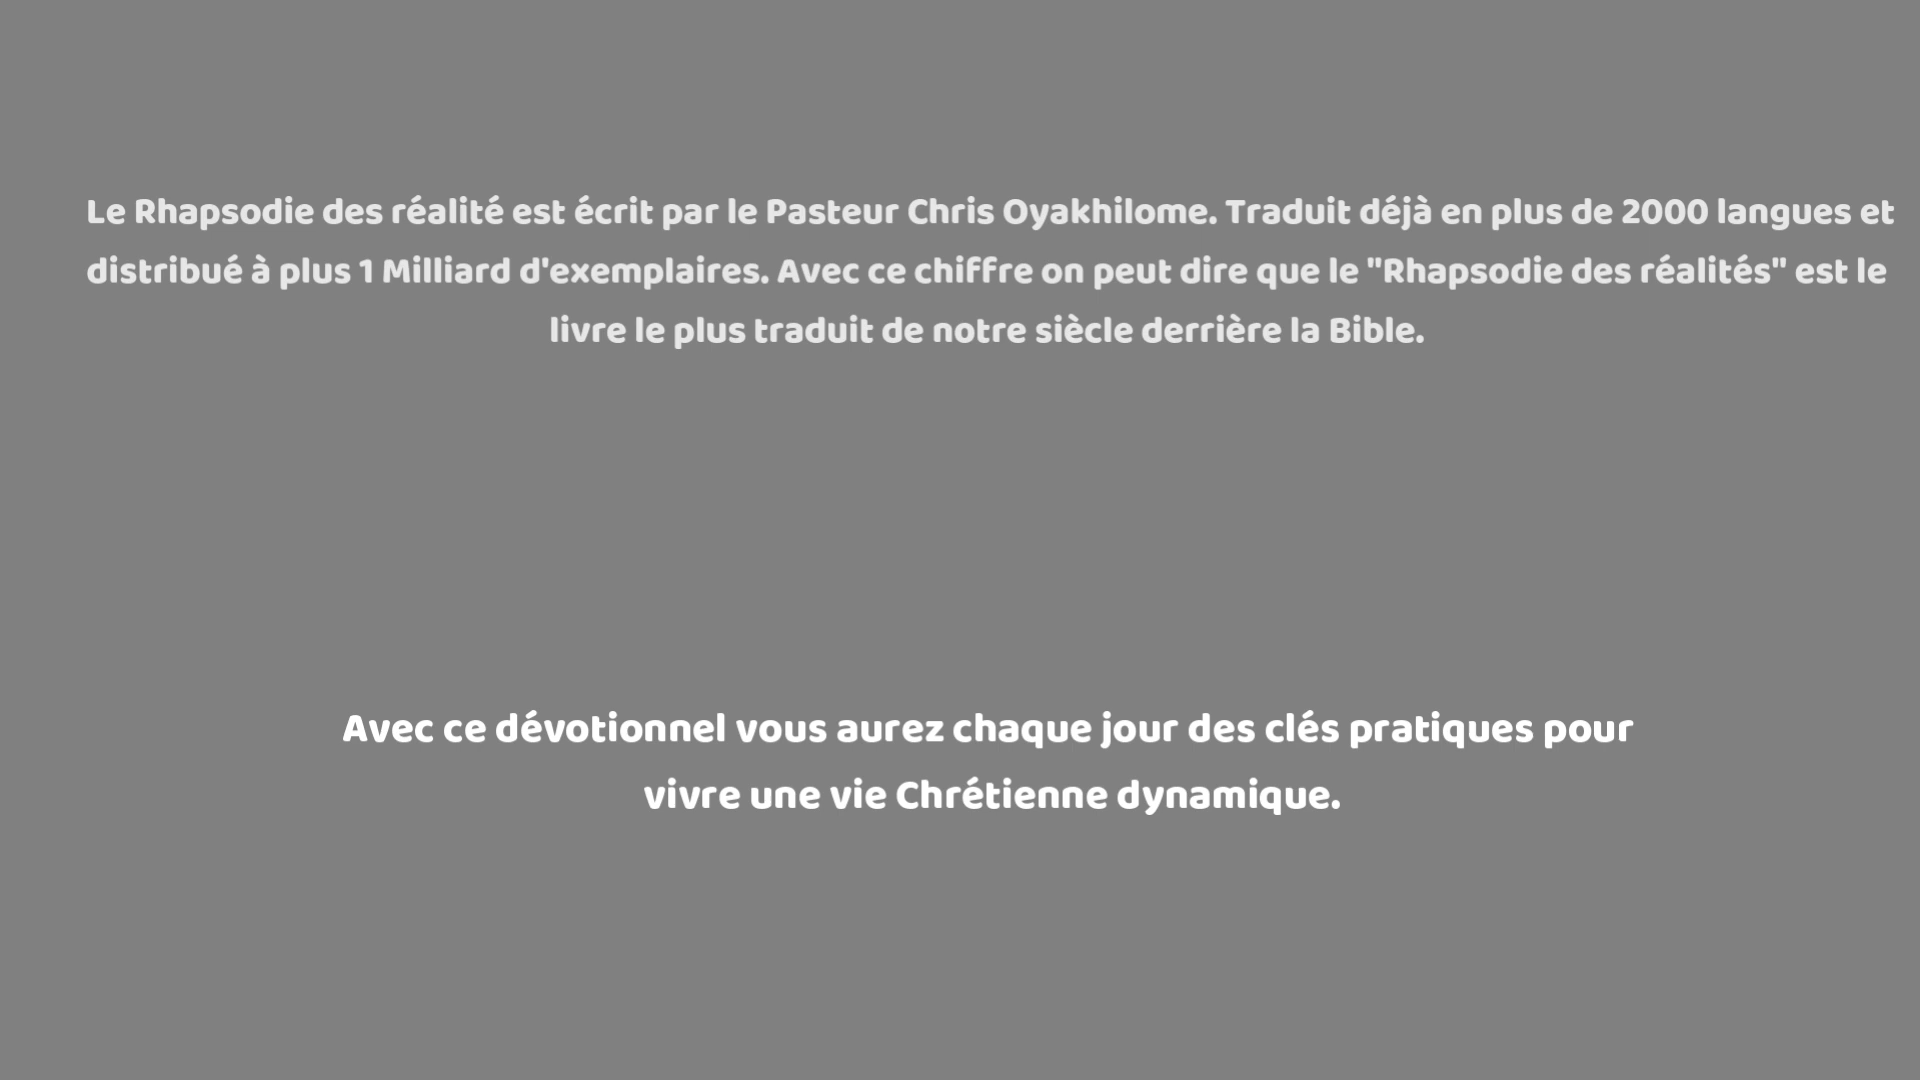 Le Rhapsodie des réalité est écrit par le Pasteur Chris Oyakhilome. Traduit déjà en plus de 2000 langues et
distribué à plus 1 Milliard d'exemplaires. Avec ce chiffre on peut dire que le "Rhapsodie des réalités" est le
livre le plus traduit de notre siècle derrière la Bible.
Avec ce dévotionnel vous aurez chaque jour des clés pratiques pour
vivre une vie Chrétienne dynamique.